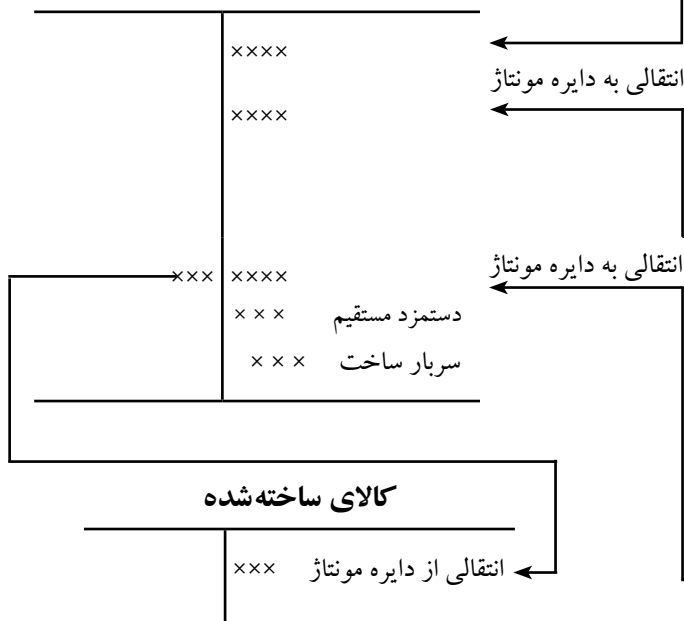 ××××
انتقالی به دایره مونتاژ
××××
انتقالی به دایره مونتاژ
×××× ×××
دستمزد مستقیم × × ×
سربار ساخت × × ×
کالای ساخته‌شده
انتقالی از دایره مونتاژ ×××